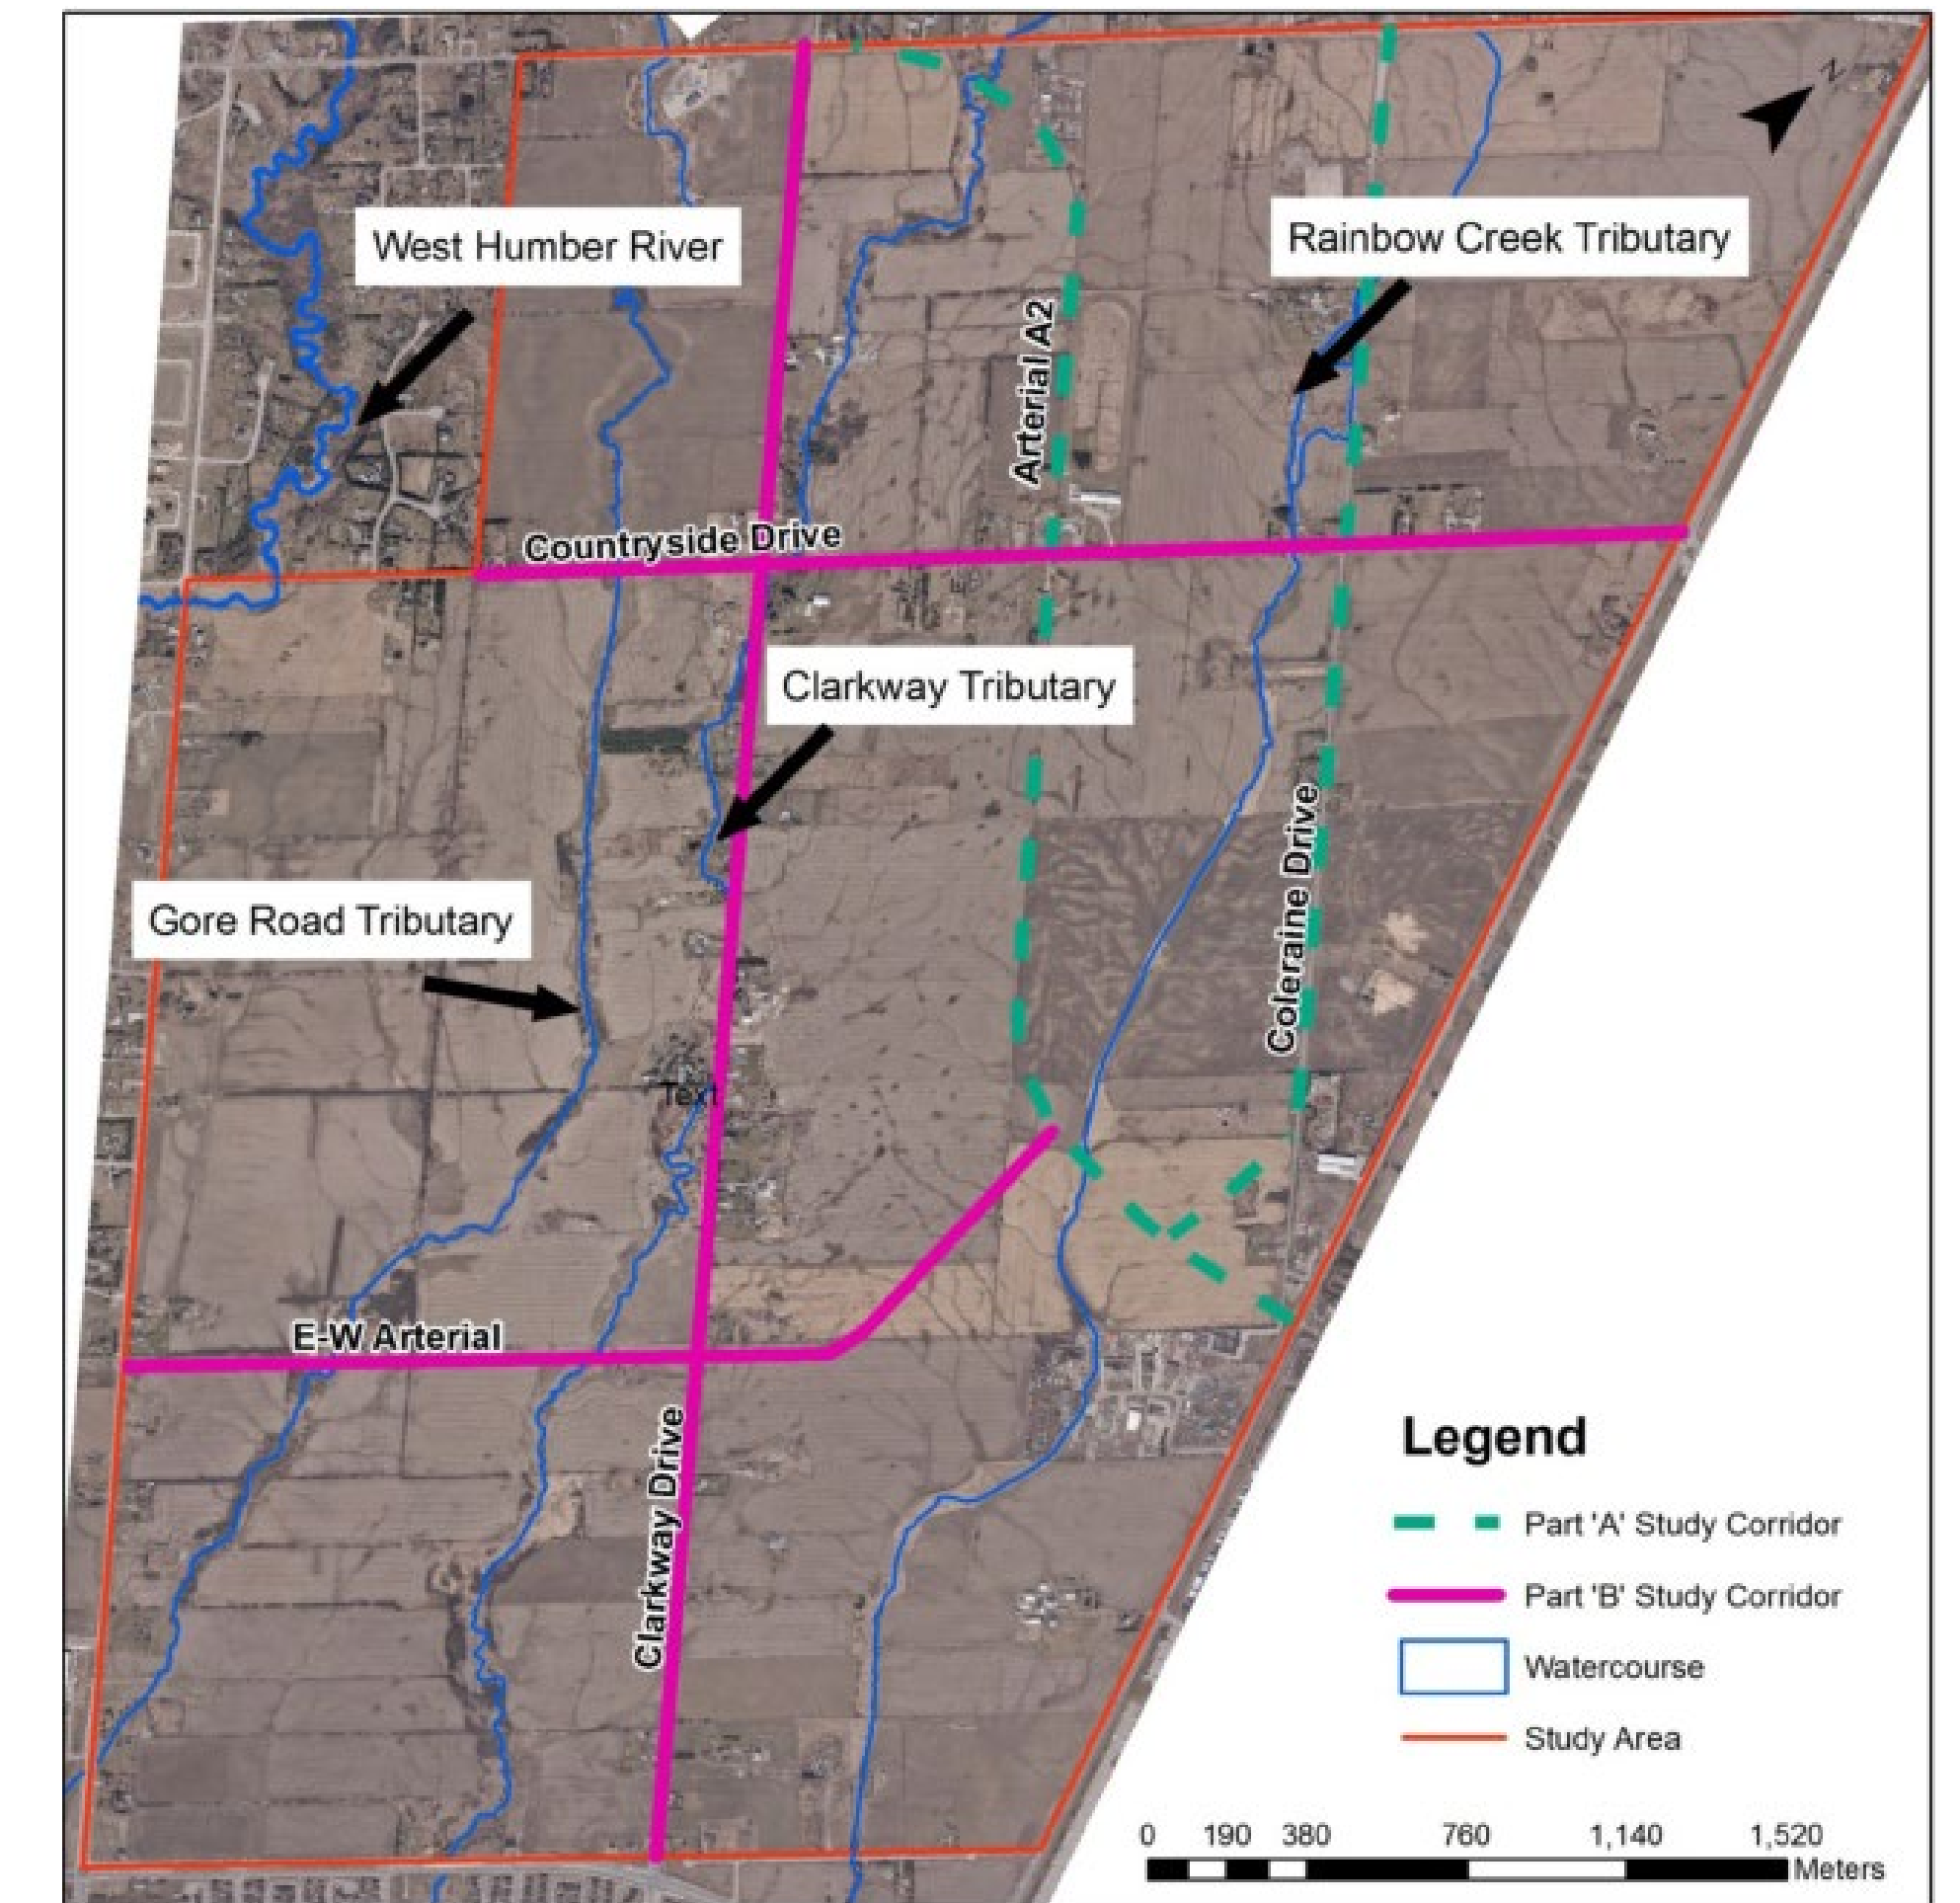 N
West Humber River
Rainbow Creek Tributary
Arterial A2
Countryside Drive
Clarkway Tributary
Coleraine Drive
Gore Road Tributary
Text
E-W Arterial
Clarkway Drive
Legend
Part 'A' Study Corridor
Part 'B' Study Corridor
Watercourse
Study Area
0 190 380 760 1,140 1,520
Meters